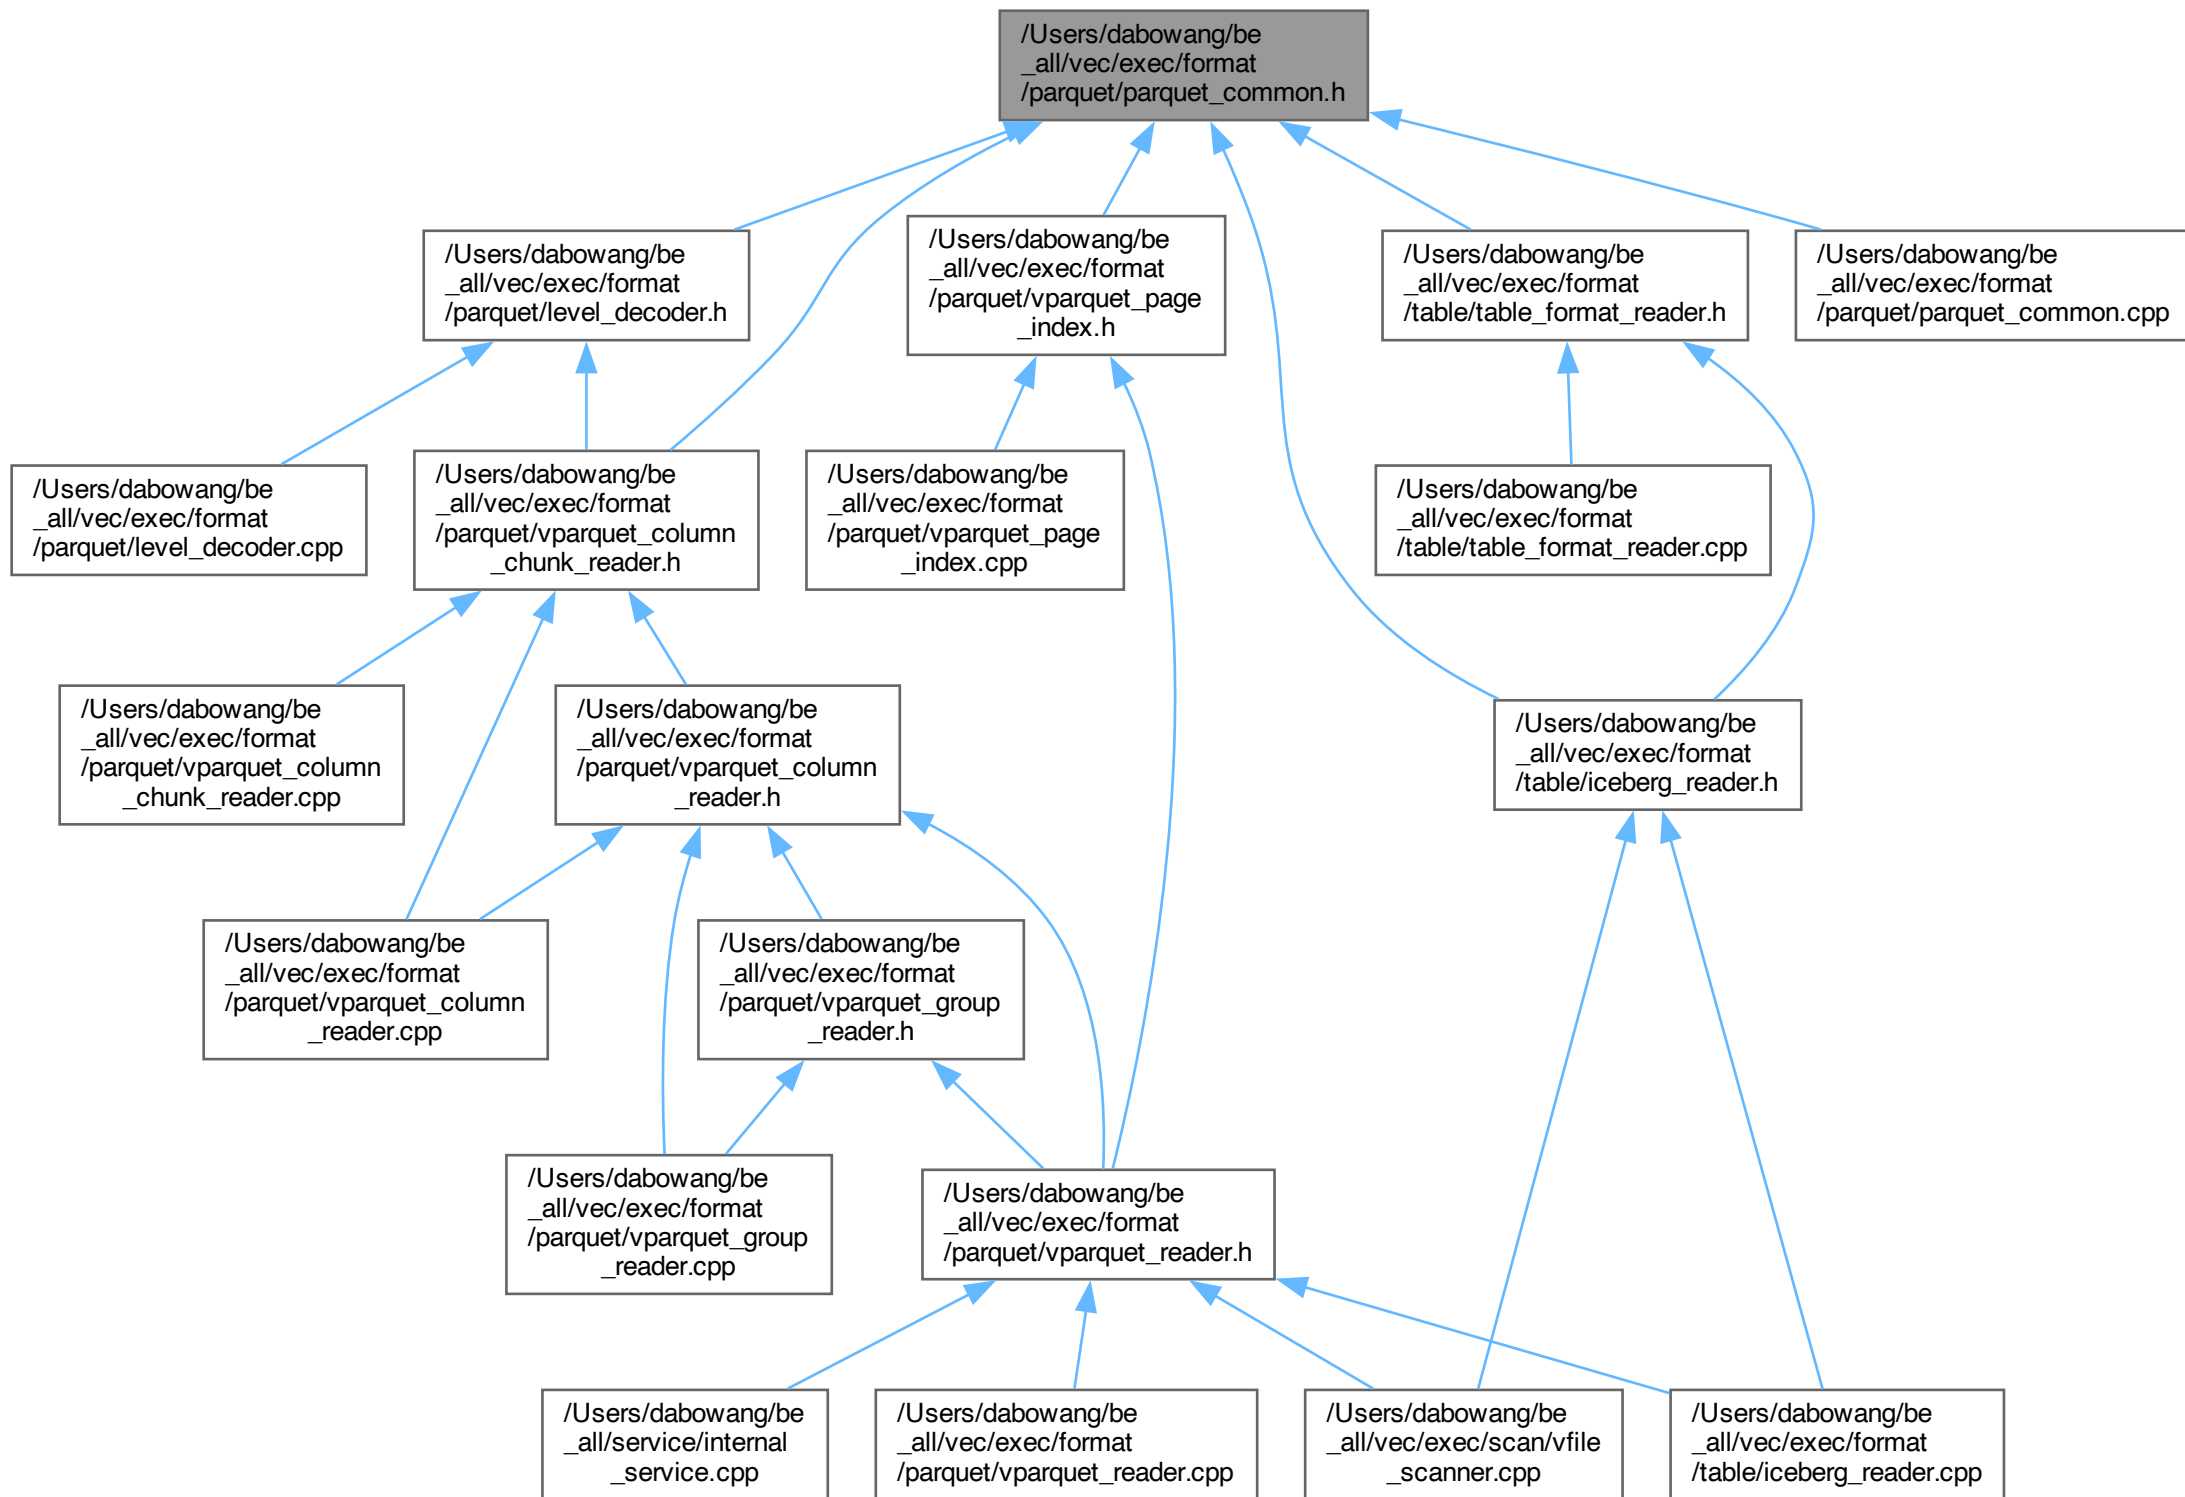 /Users/dabowang/be
_all/vec/exec/format
/parquet/parquet_common.h
/Users/dabowang/be
_all/vec/exec/format
/parquet/level_decoder.h
/Users/dabowang/be
_all/vec/exec/format
/parquet/vparquet_page
_index.h
/Users/dabowang/be
_all/vec/exec/format
/table/table_format_reader.h
/Users/dabowang/be
_all/vec/exec/format
/parquet/parquet_common.cpp
/Users/dabowang/be
_all/vec/exec/format
/parquet/level_decoder.cpp
/Users/dabowang/be
_all/vec/exec/format
/parquet/vparquet_column
_chunk_reader.h
/Users/dabowang/be
_all/vec/exec/format
/parquet/vparquet_page
_index.cpp
/Users/dabowang/be
_all/vec/exec/format
/table/table_format_reader.cpp
/Users/dabowang/be
_all/vec/exec/format
/parquet/vparquet_column
_chunk_reader.cpp
/Users/dabowang/be
_all/vec/exec/format
/parquet/vparquet_column
_reader.h
/Users/dabowang/be
_all/vec/exec/format
/table/iceberg_reader.h
/Users/dabowang/be
_all/vec/exec/format
/parquet/vparquet_column
_reader.cpp
/Users/dabowang/be
_all/vec/exec/format
/parquet/vparquet_group
_reader.h
/Users/dabowang/be
_all/vec/exec/format
/parquet/vparquet_group
_reader.cpp
/Users/dabowang/be
_all/vec/exec/format
/parquet/vparquet_reader.h
/Users/dabowang/be
_all/service/internal
_service.cpp
/Users/dabowang/be
_all/vec/exec/format
/parquet/vparquet_reader.cpp
/Users/dabowang/be
_all/vec/exec/scan/vfile
_scanner.cpp
/Users/dabowang/be
_all/vec/exec/format
/table/iceberg_reader.cpp